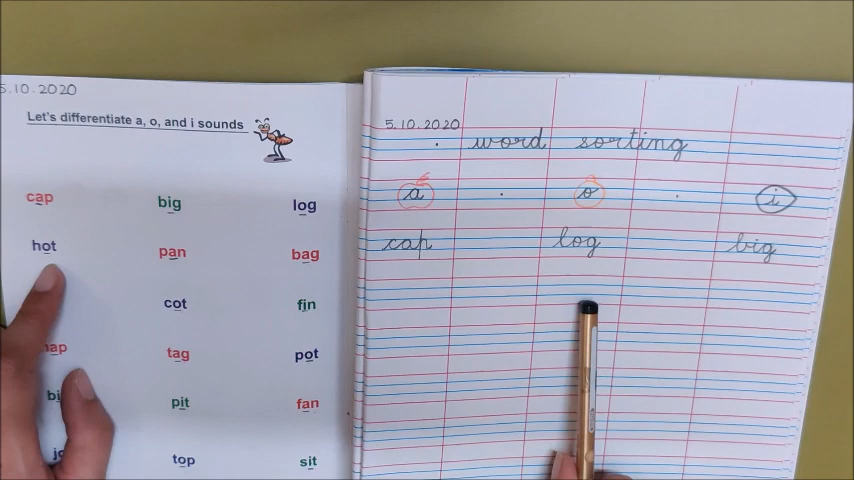 5.10.2020
Let's differentiate a, o, and i sounds
cap big log
hot pan bag
cot fin
tag pot
pit fan
top sit
5.10.2020
word sorting
a o i
cap log big